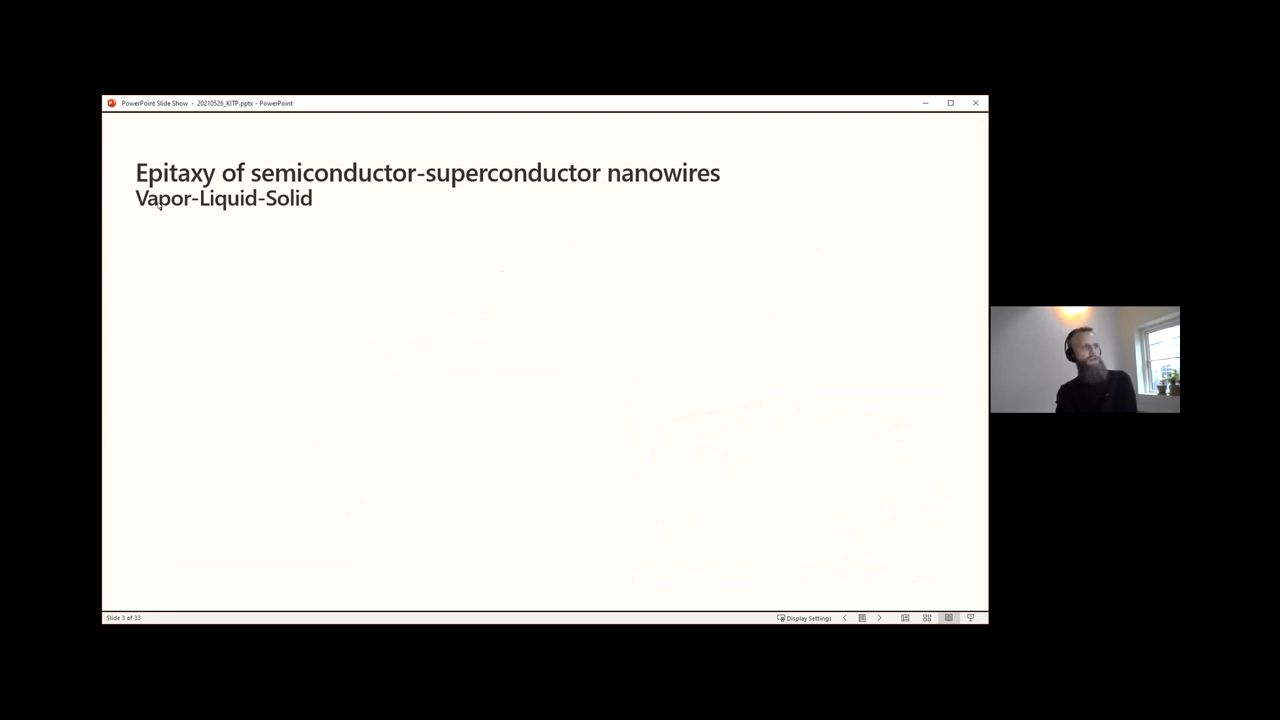 PowerPoint Slide Show - 20210526_KITP.pptx - PowerPoint
Epitaxy of semiconductor-superconductor nanowires
Vapor-Liquid-Solid
Slide 3 of 33
Display Settings